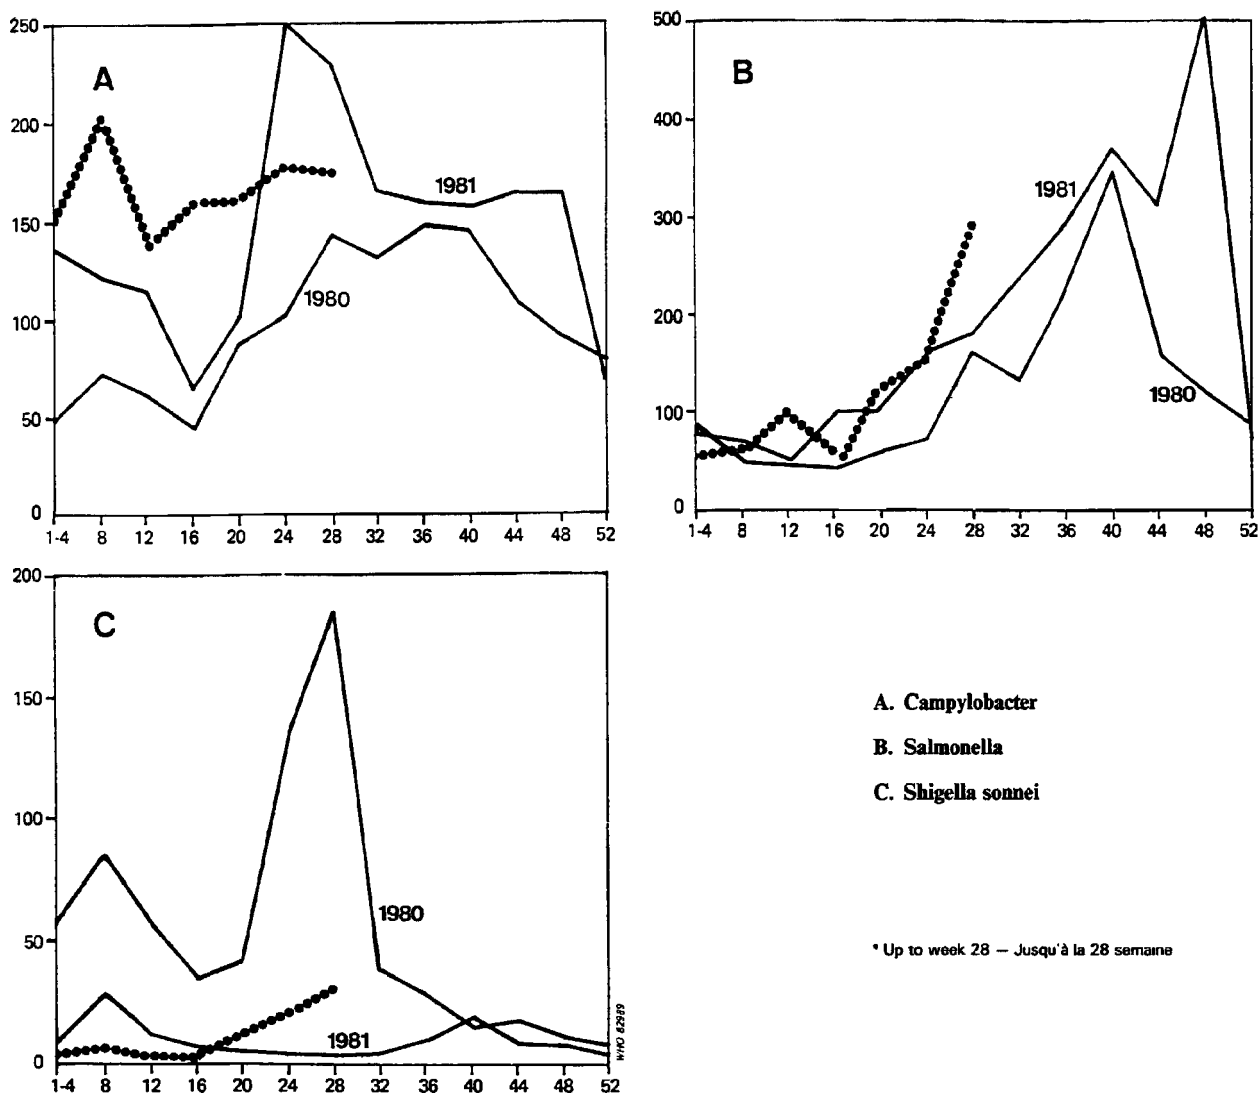 250
200
150
100
50
0
A
1981
1980
1-4 8 12 16 20 24 28 32 36 40 44 48 52
500
400
300
200
100
0
B
1981
1980
1-4 8 12 16 20 24 28 32 36 40 44 48 52
200
150
100
50
0
C
1980
1981
1-4 8 12 16 20 24 28 32 36 40 44 48 52
WHO 82989
A. Campylobacter
B. Salmonella
C. Shigella sonnei
* Up to week 28 — Jusqu'à la 28 semaine